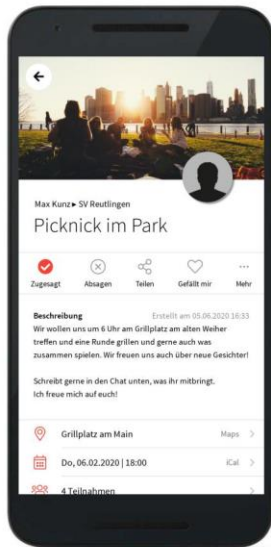 Max Kunz ▸ SV Reutlingen
Picknick im Park
Zugesagt Absagen Teilen Gefällt mir Mehr
Beschreibung Erstellt am 05.06.2020 16:33
Wir wollen uns um 6 Uhr am Grillplatz am alten Weiher
treffen und eine Runde grillen und gerne auch was
zusammen spielen. Wir freuen uns auch über neue Gesichter!
Schreibt gerne in den Chat unten, was ihr mitbringt.
Ich freue mich auf euch!
Grillplatz am Main Maps
Do, 06.02.2020 | 18:00 iCal
4 Teilnahmen